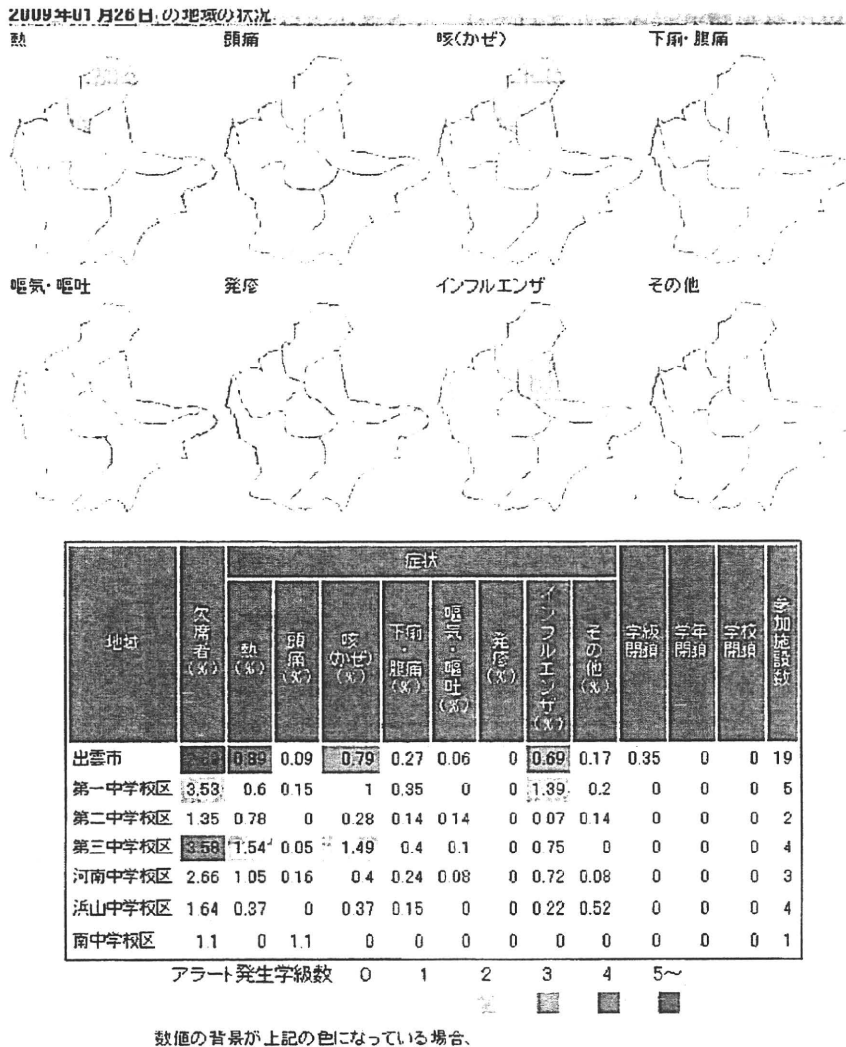 2009年01月26日の地域の状況
熱 頭痛 咳(かぜ) 下痢・腹痛
嘔気・嘔吐 発疹 インフルエンザ その他
症状
地域 欠席者(%) 熱(%) 頭痛(%) 咳(かぜ)(%) 下痢・腹痛(%) 嘔気・嘔吐(%) 発疹(%) インフルエンザ(%) その他(%) 学級閉鎖 学年閉鎖 学校閉鎖 参加施設数
出雲市 0.89 0.09 0.79 0.27 0.06 0 0.69 0.17 0.35 0 0 19
第一中学校区 3.53 0.6 0.15 1 0.35 0 0 1.39 0.2 0 0 0 5
第二中学校区 1.35 0.78 0 0.28 0.14 0.14 0 0.07 0.14 0 0 0 2
第三中学校区 3.58 1.54 0.05 1.49 0.4 0.1 0 0.75 0 0 0 0 4
河南中学校区 2.66 1.05 0.16 0.4 0.24 0.08 0 0.72 0.08 0 0 0 3
浜山中学校区 1.64 0.37 0 0.37 0.15 0 0 0.22 0.52 0 0 0 4
南中学校区 1.1 0 1.1 0 0 0 0 0 0 0 0 0 1
アラート発生学級数 0 1 2 3 4 5～
数値の背景が上記の色になっている場合、